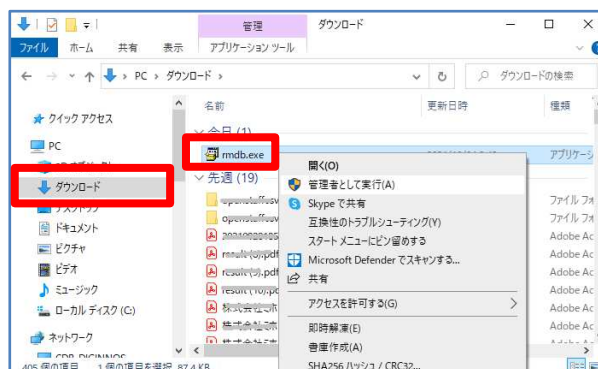 管理
ダウンロード
ファイル ホーム 共有 表示 アプリケーション ツール
PC › ダウンロード ›
ダウンロードの検索
名前 更新日時 種類
クイック アクセス
今日 (1)
PC
rmdb.exe
アプリケーシ
ダウンロード
先週 (19)
ドキュメント
ピクチャ
ビデオ
ミュージック
ローカル ディスク (C:)
ネットワーク
開く(O)
管理者として実行(A)
Skype で共有
互換性のトラブルシューティング(Y)
スタート メニューにピン留めする
Microsoft Defender でスキャンする...
共有
アクセスを許可する(G)
即時解凍(E)
書庫作成(A)
SHA256 ハッシュ / CRC32...
ファイル フォ
ファイル フォ
Adobe Ac
Adobe Ac
Adobe Ac
Adobe Ac
Adobe Ac
405 個の項目 1 個の項目を選択 87.4 KB